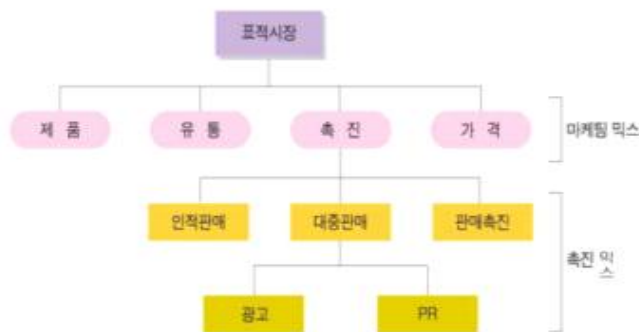 표적시장
제 품
유 통
촉 진
가 격
마케팅 믹스
인적판매
대중판매
판매촉진
촉진 믹스
광고
PR